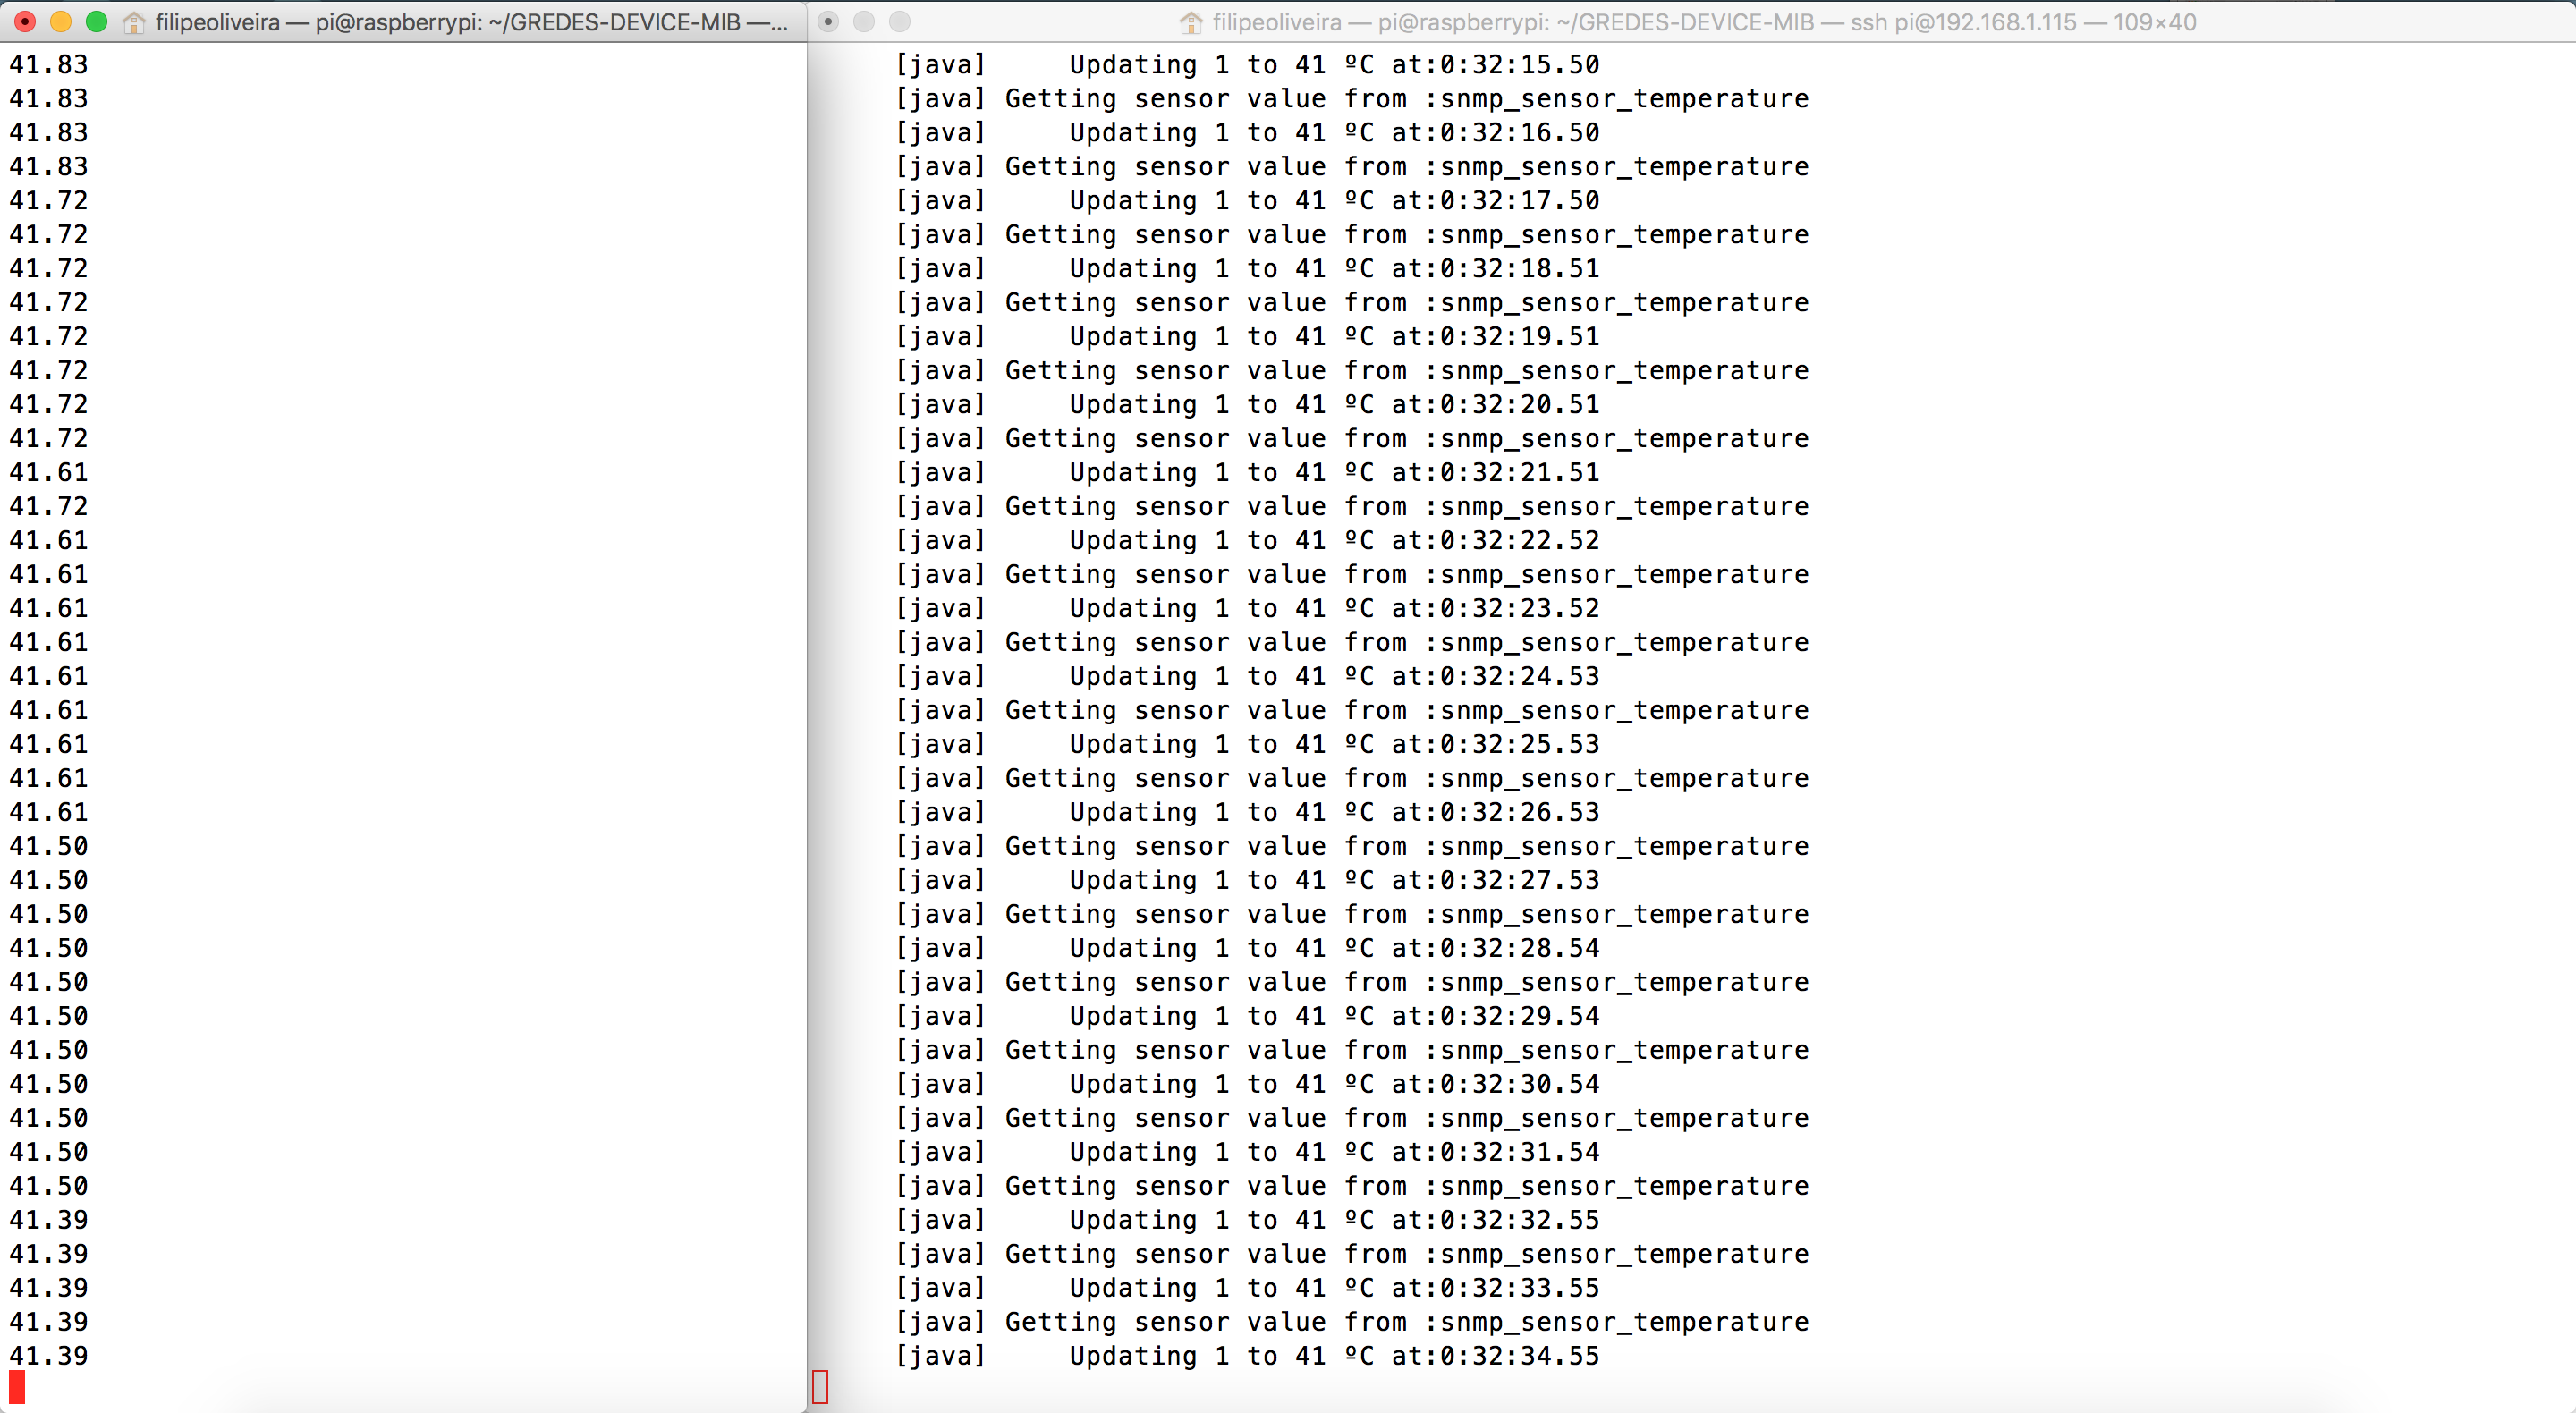 filipeoliveira — pi@raspberrypi: ~/GREDES-DEVICE-MIB —...
41.83
41.83
41.83
41.83
41.72
41.72
41.72
41.72
41.72
41.72
41.72
41.72
41.61
41.72
41.61
41.61
41.61
41.61
41.61
41.61
41.61
41.61
41.61
41.50
41.50
41.50
41.50
41.50
41.50
41.50
41.50
41.50
41.50
41.50
41.39
41.39
41.39
41.39
41.39
filipeoliveira — pi@raspberrypi: ~/GREDES-DEVICE-MIB — ssh pi@192.168.1.115 — 109×40
[java]     Updating 1 to 41 ºC at:0:32:15.50
[java] Getting sensor value from :snmp_sensor_temperature
[java]     Updating 1 to 41 ºC at:0:32:16.50
[java] Getting sensor value from :snmp_sensor_temperature
[java]     Updating 1 to 41 ºC at:0:32:17.50
[java] Getting sensor value from :snmp_sensor_temperature
[java]     Updating 1 to 41 ºC at:0:32:18.51
[java] Getting sensor value from :snmp_sensor_temperature
[java]     Updating 1 to 41 ºC at:0:32:19.51
[java] Getting sensor value from :snmp_sensor_temperature
[java]     Updating 1 to 41 ºC at:0:32:20.51
[java] Getting sensor value from :snmp_sensor_temperature
[java]     Updating 1 to 41 ºC at:0:32:21.51
[java] Getting sensor value from :snmp_sensor_temperature
[java]     Updating 1 to 41 ºC at:0:32:22.52
[java] Getting sensor value from :snmp_sensor_temperature
[java]     Updating 1 to 41 ºC at:0:32:23.52
[java] Getting sensor value from :snmp_sensor_temperature
[java]     Updating 1 to 41 ºC at:0:32:24.53
[java] Getting sensor value from :snmp_sensor_temperature
[java]     Updating 1 to 41 ºC at:0:32:25.53
[java] Getting sensor value from :snmp_sensor_temperature
[java]     Updating 1 to 41 ºC at:0:32:26.53
[java] Getting sensor value from :snmp_sensor_temperature
[java]     Updating 1 to 41 ºC at:0:32:27.53
[java] Getting sensor value from :snmp_sensor_temperature
[java]     Updating 1 to 41 ºC at:0:32:28.54
[java] Getting sensor value from :snmp_sensor_temperature
[java]     Updating 1 to 41 ºC at:0:32:29.54
[java] Getting sensor value from :snmp_sensor_temperature
[java]     Updating 1 to 41 ºC at:0:32:30.54
[java] Getting sensor value from :snmp_sensor_temperature
[java]     Updating 1 to 41 ºC at:0:32:31.54
[java] Getting sensor value from :snmp_sensor_temperature
[java]     Updating 1 to 41 ºC at:0:32:32.55
[java] Getting sensor value from :snmp_sensor_temperature
[java]     Updating 1 to 41 ºC at:0:32:33.55
[java] Getting sensor value from :snmp_sensor_temperature
[java]     Updating 1 to 41 ºC at:0:32:34.55